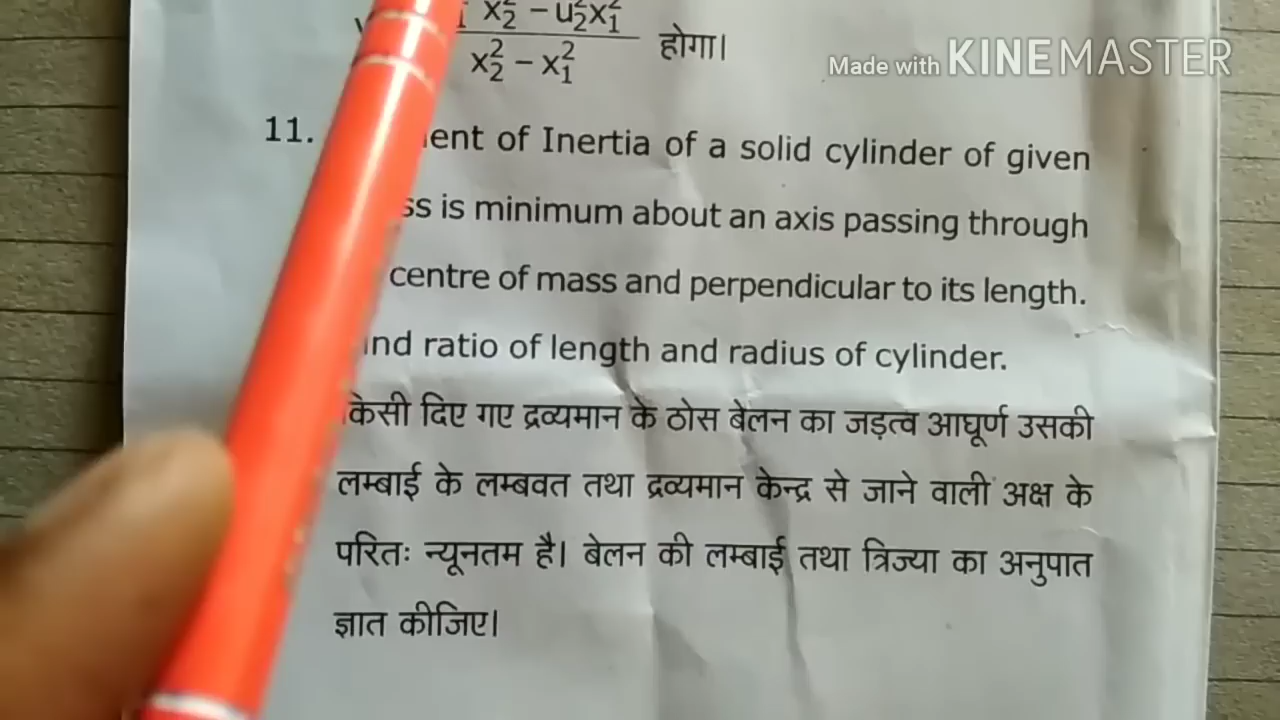 x₂² – u₂²x₁²
x₂² – x₁² होगा।
Made with KINEMASTER
11. of Inertia of a solid cylinder of given
is minimum about an axis passing through
centre of mass and perpendicular to its length.
ratio of length and radius of cylinder.
किसी दिए गए द्रव्यमान के ठोस बेलन का जड़त्व आघूर्ण उसकी
लम्बाई के लम्बवत तथा द्रव्यमान केन्द्र से जाने वाली अक्ष के
परितः न्यूनतम है। बेलन की लम्बाई तथा त्रिज्या का अनुपात
ज्ञात कीजिए।